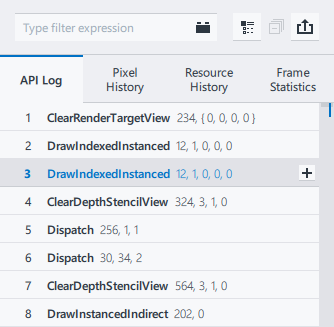 Type filter expression
API Log
Pixel History
Resource History
Frame Statistics
1 ClearRenderTargetView 234, { 0, 0, 0, 0 }
2 DrawIndexedInstanced 12, 1, 0, 0, 0
3 DrawIndexedInstanced 12, 1, 0, 0, 0 +
4 ClearDepthStencilView 324, 3, 1, 0
5 Dispatch 256, 1, 1
6 Dispatch 30, 34, 2
7 ClearDepthStencilView 564, 3, 1, 0
8 DrawInstancedIndirect 202, 0